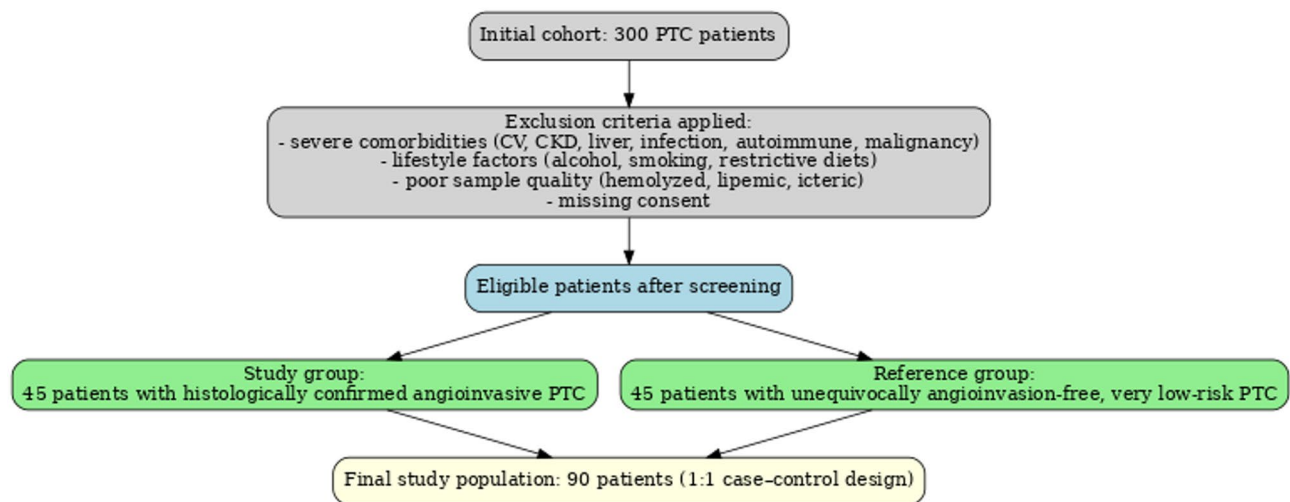 Initial cohort: 300 PTC patients
Exclusion criteria applied:
- severe comorbidities (CV, CKD, liver, infection, autoimmune, malignancy)
- lifestyle factors (alcohol, smoking, restrictive diets)
- poor sample quality (hemolyzed, lipemic, icteric)
- missing consent
Eligible patients after screening
Study group:
45 patients with histologically confirmed angioinvasive PTC
Reference group:
45 patients with unequivocally angioinvasion-free, very low-risk PTC
Final study population: 90 patients (1:1 case–control design)